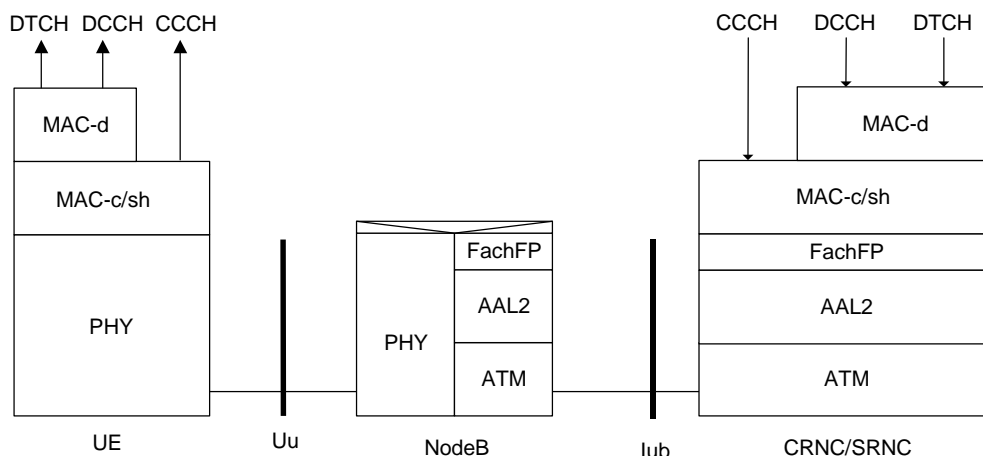 DTCH DCCH CCCH
CCCH DCCH DTCH
MAC-d
MAC-d
MAC-c/sh
MAC-c/sh
FachFP
FachFP
PHY
PHY
AAL2
AAL2
ATM
ATM
UE
Uu
NodeB
Iub
CRNC/SRNC